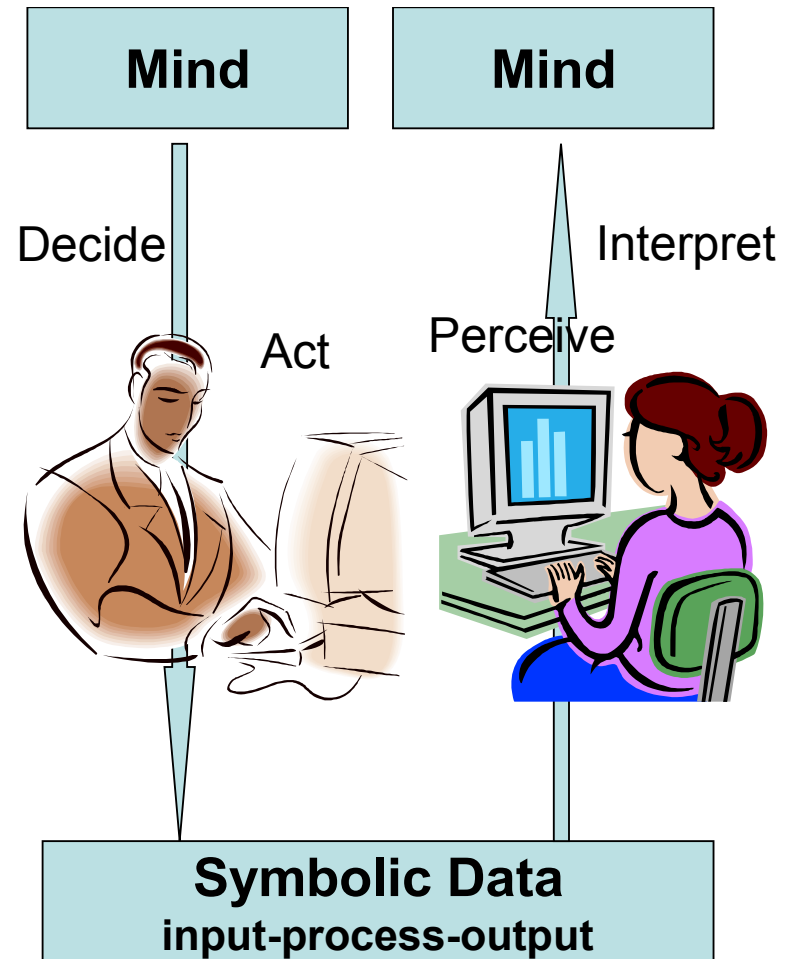 Mind
Mind
Decide
Interpret
Act
Perceive
Symbolic Data
input-process-output